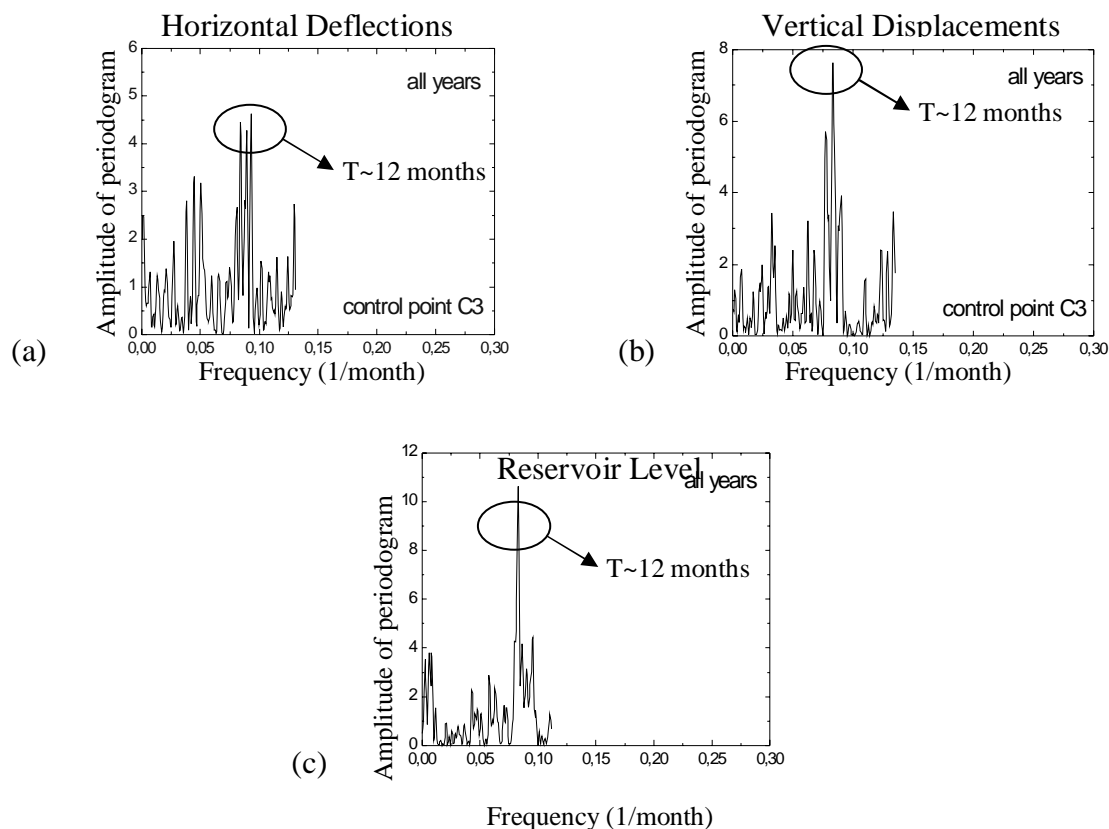 Horizontal Deflections
6
5
4
3
2
1
0
Amplitude of periodogram
all years
T~12 months
control point C3
0,00 0,05 0,10 0,15 0,20 0,25 0,30
Frequency (1/month)
(a)
Vertical Displacements
8
6
4
2
0
Amplitude of periodogram
all years
T~12 months
control point C3
0,00 0,05 0,10 0,15 0,20 0,25 0,30
Frequency (1/month)
(b)
Reservoir Level
all years
12
10
8
6
4
2
0
Amplitude of periodogram
T~12 months
0,00 0,05 0,10 0,15 0,20 0,25 0,30
(c)
Frequency (1/month)